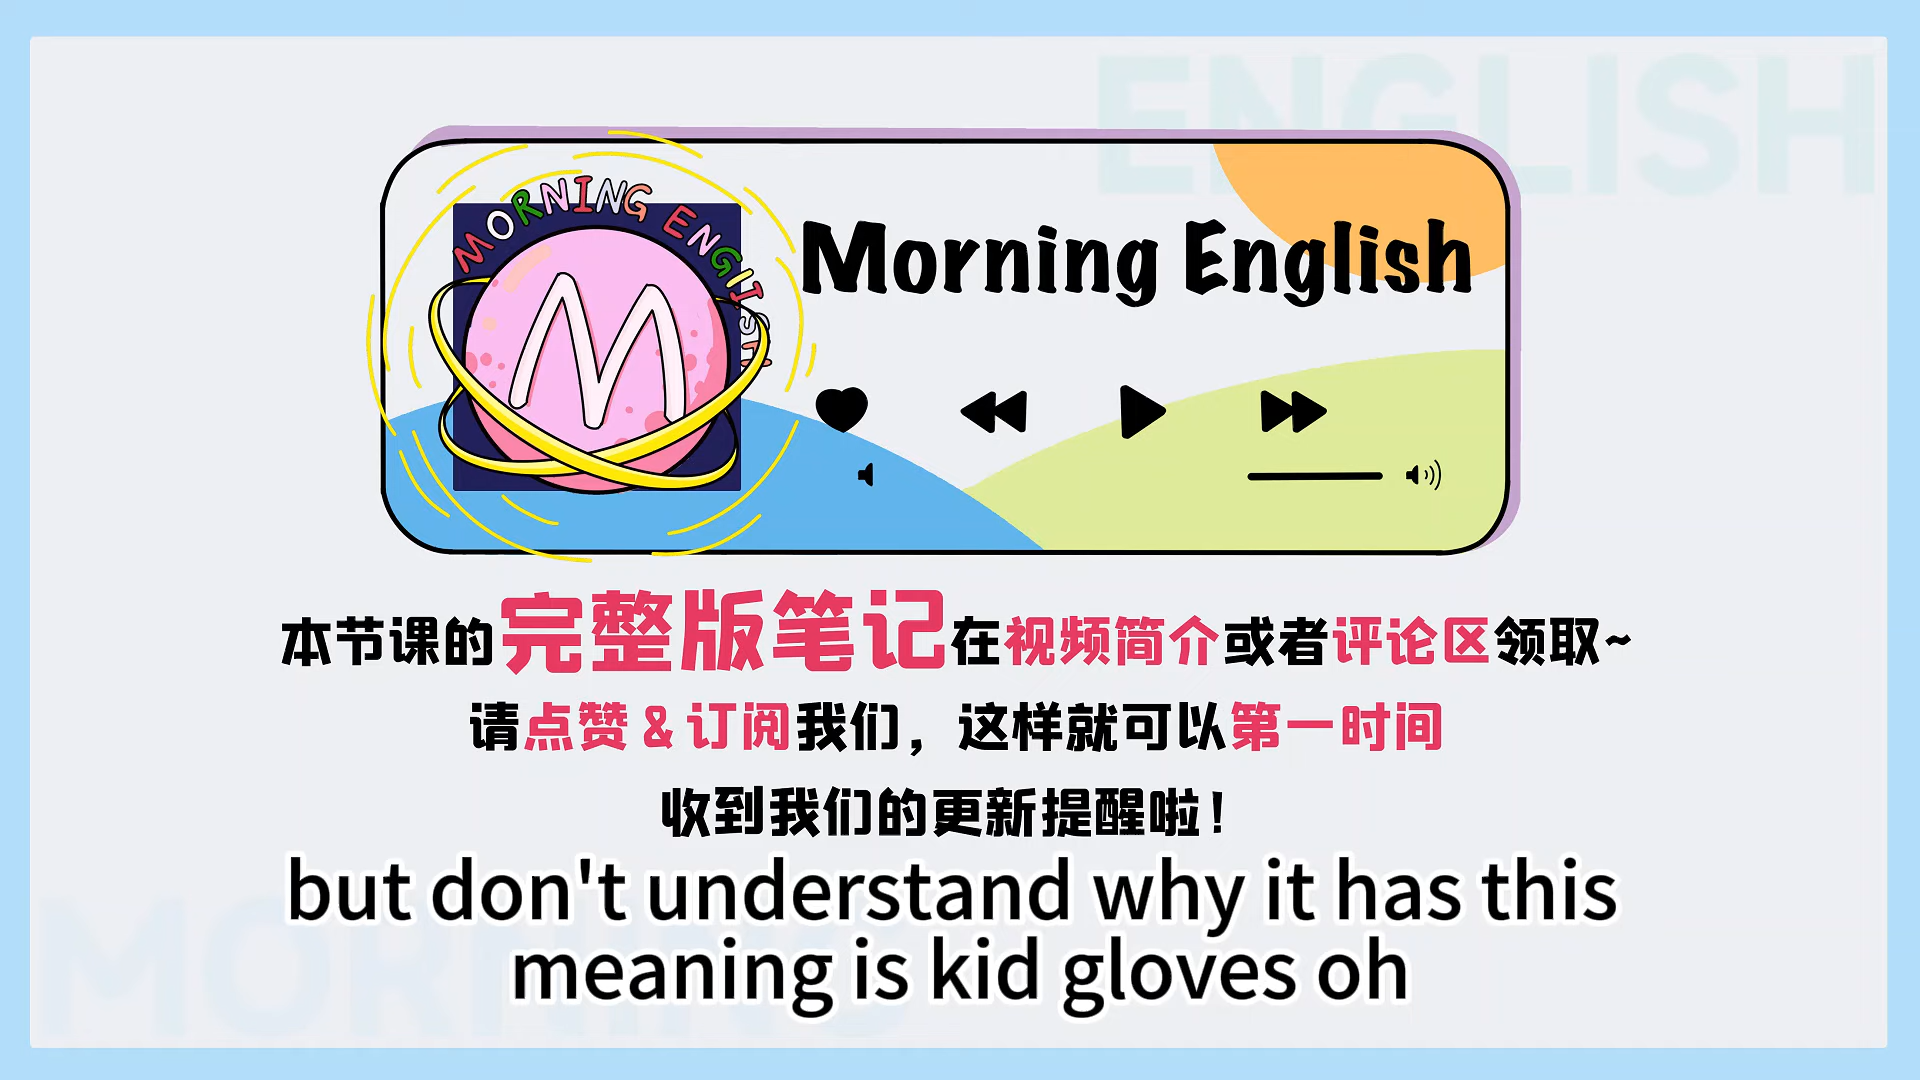 ENGLISH
MORNING ENGLISH
M
Morning English
本节课的完整版笔记在视频简介或者评论区领取~
请点赞&订阅我们，这样就可以第一时间
收到我们的更新提醒啦！
but don't understand why it has this
meaning is kid gloves oh
MORNING